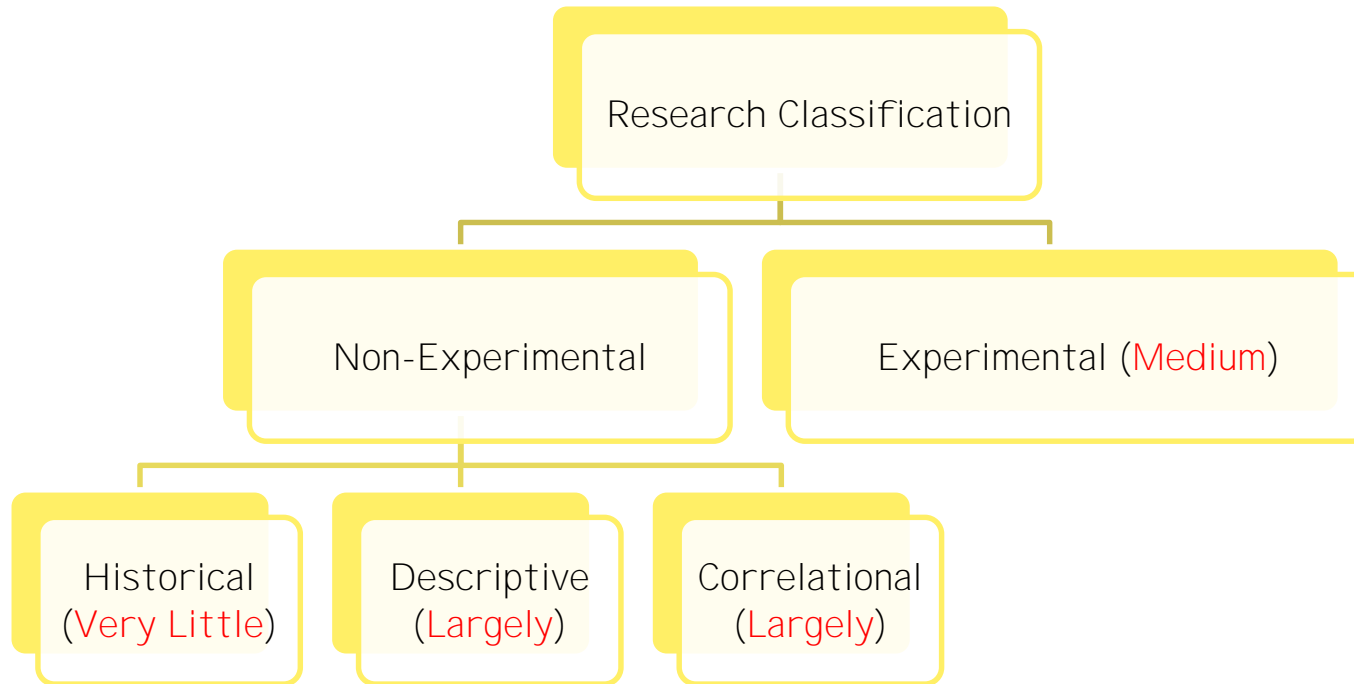 Research Classification
Non-Experimental
Experimental (Medium)
Historical
(Very Little)
Descriptive
(Largely)
Correlational
(Largely)